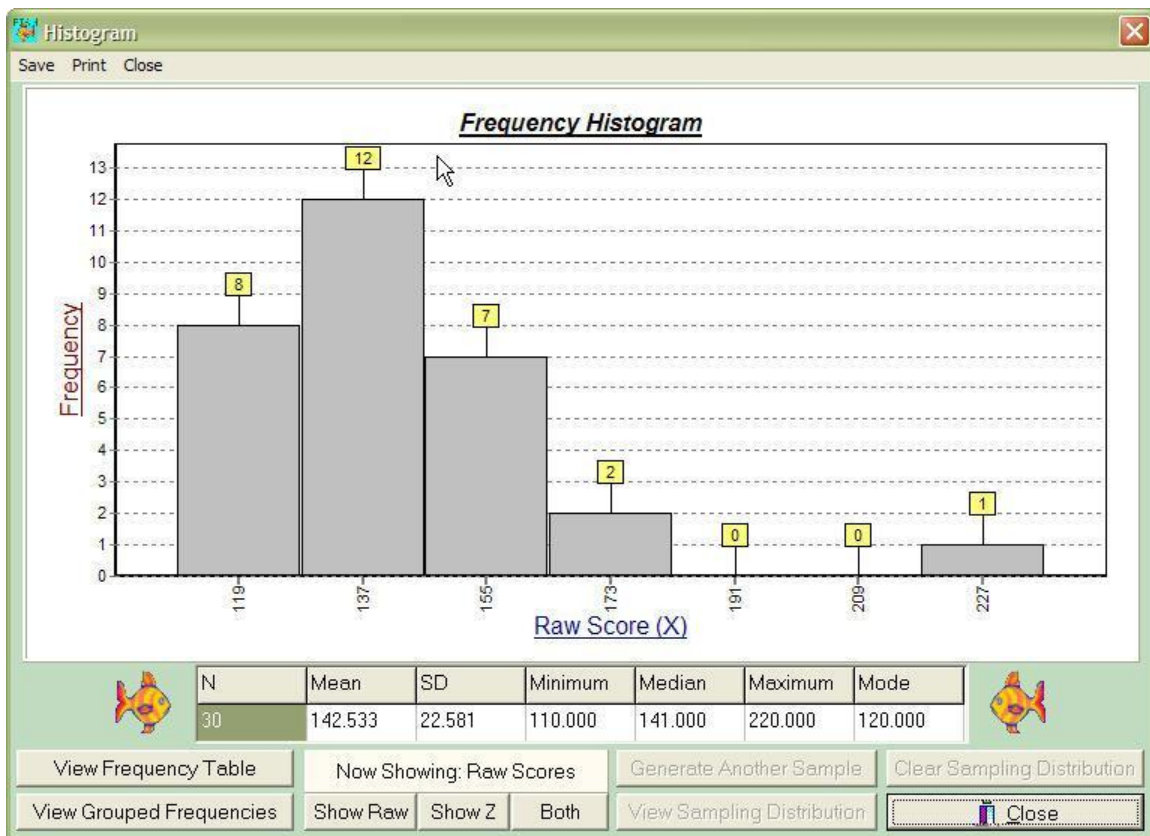 Histogram
Save Print Close
Frequency Histogram
Frequency
13
12
11
10
9
8
7
6
5
4
3
2
1
0
8
12
7
2
0
0
1
119 137 155 173 191 209 227
Raw Score (X)
N Mean SD Minimum Median Maximum Mode
30 142.533 22.581 110.000 141.000 220.000 120.000
View Frequency Table Now Showing: Raw Scores Generate Another Sample Clear Sampling Distribution
View Grouped Frequencies Show Raw Show Z Both View Sampling Distribution Close